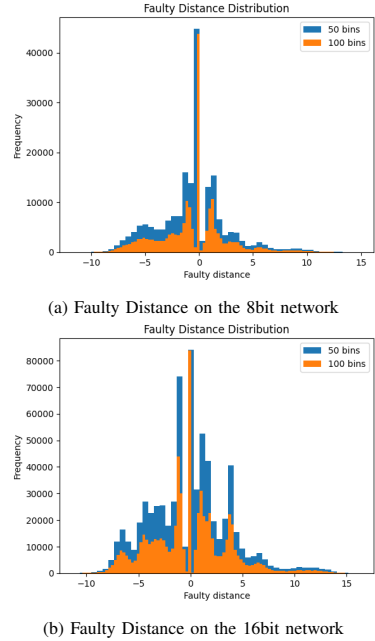 Faulty Distance Distribution
50 bins
100 bins
40000
30000
20000
10000
0
Frequency
−10
−5
0
5
10
15
Faulty distance
(a) Faulty Distance on the 8bit network
Faulty Distance Distribution
50 bins
100 bins
80000
70000
60000
50000
40000
30000
20000
10000
0
Frequency
−10
−5
0
5
10
15
Faulty distance
(b) Faulty Distance on the 16bit network